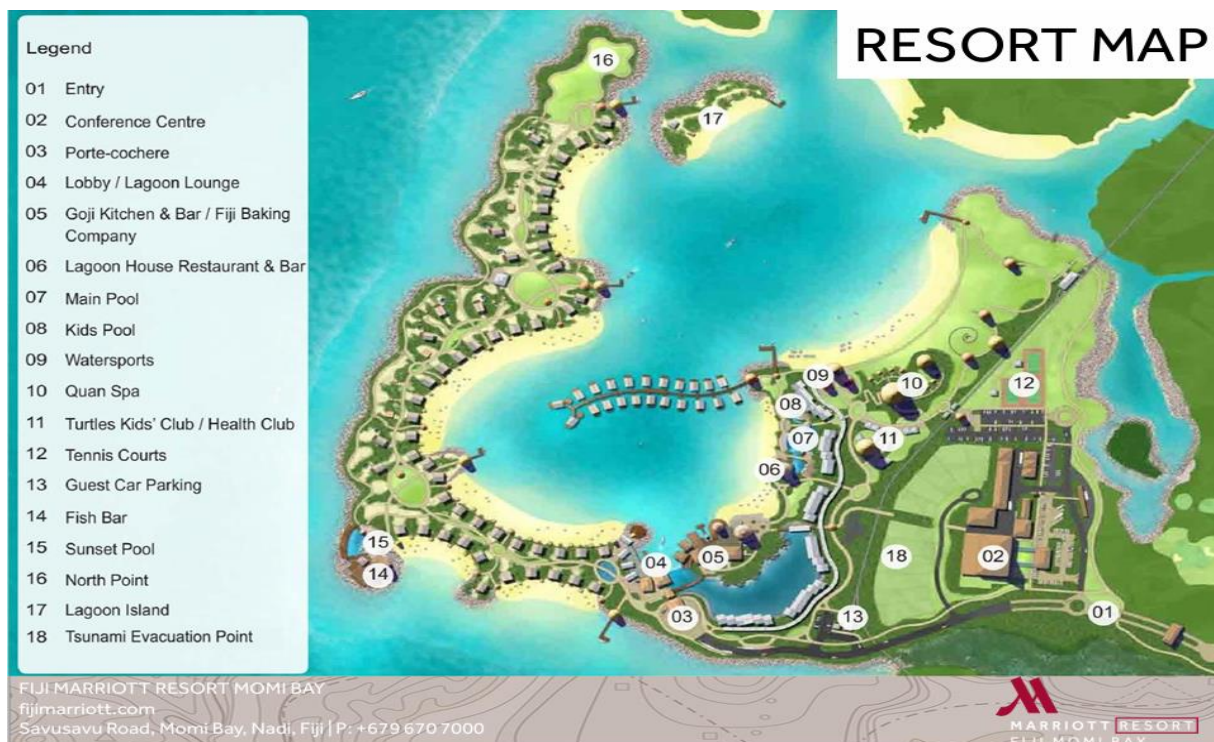 RESORT MAP
Legend
01 Entry
02 Conference Centre
03 Porte-cochere
04 Lobby / Lagoon Lounge
05 Goji Kitchen & Bar / Fiji Baking
Company
06 Lagoon House Restaurant & Bar
07 Main Pool
08 Kids Pool
09 Watersports
10 Quan Spa
11 Turtles Kids' Club / Health Club
12 Tennis Courts
13 Guest Car Parking
14 Fish Bar
15 Sunset Pool
16 North Point
17 Lagoon Island
18 Tsunami Evacuation Point
16
17
09
10
12
08
07
11
06
15
14
04
05
18
02
03
13
01
FIJI MARRIOTT RESORT MOMI BAY
fijimarriott.com
Savusavu Road, Momi Bay, Nadi, Fiji | P: +679 670 7000
MARRIOTT RESORT
FIJI MOMI BAY